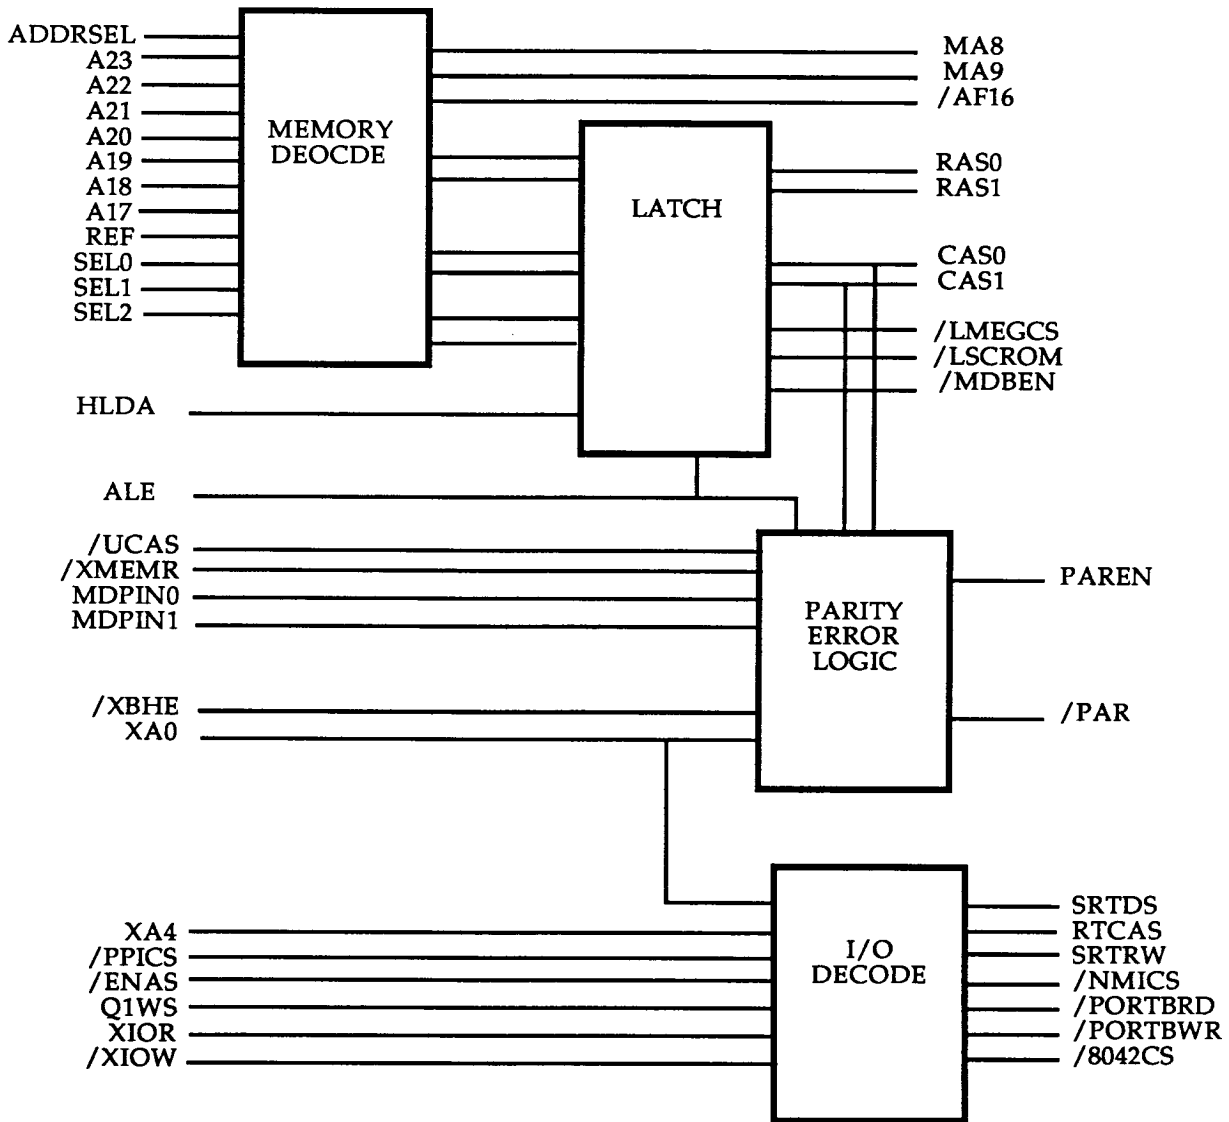 ADDRSEL
A23
A22
A21
A20
A19
A18
A17
REF
SEL0
SEL1
SEL2
MEMORY
DEOCDE
MA8
MA9
/AF16
LATCH
RAS0
RAS1
CAS0
CAS1
/LMEGCS
/LSCROM
/MDBEN
HLDA
ALE
/UCAS
/XMEMR
MDPIN0
MDPIN1
/XBHE
XA0
PARITY
ERROR
LOGIC
PAREN
/PAR
XA4
/PPICS
/ENAS
Q1WS
XIOR
/XIOW
I/O
DECODE
SRTDS
RTCAS
SRTRW
/NMICS
/PORTBRD
/PORTBWR
/8042CS